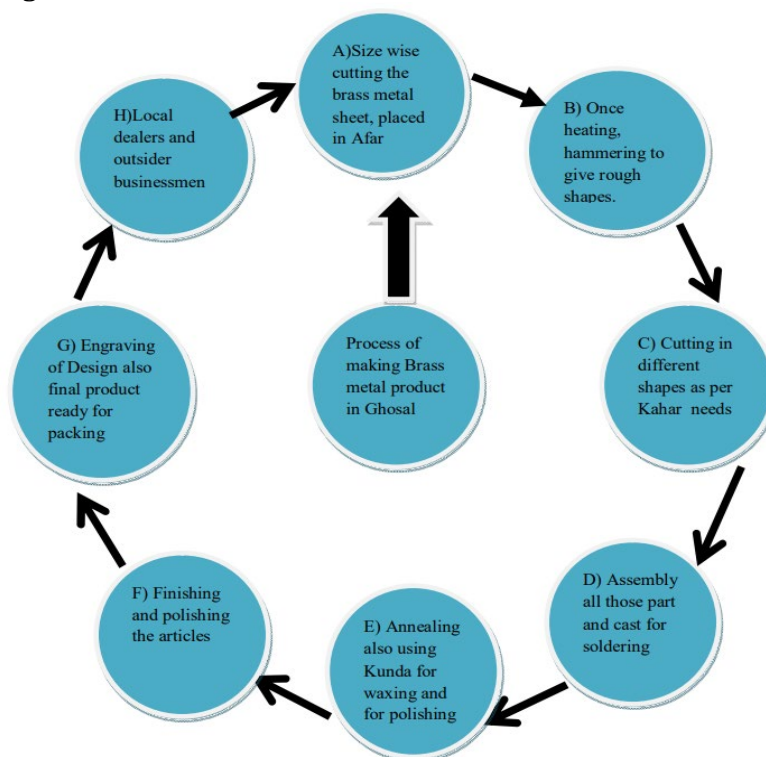 A)Size wise
cutting the
brass metal
sheet, placed
in Afar
B) Once
heating,
hammering to
give rough
shapes.
C) Cutting in
different
shapes as per
Kahar needs
D) Assembly
all those part
and cast for
soldering
E) Annealing
also using
Kunda for
waxing and
for polishing
F) Finishing
and polishing
the articles
G) Engraving
of Design also
final product
ready for
packing
H)Local
dealers and
outsider
businessmen
Process of
making Brass
metal product
in Ghosal